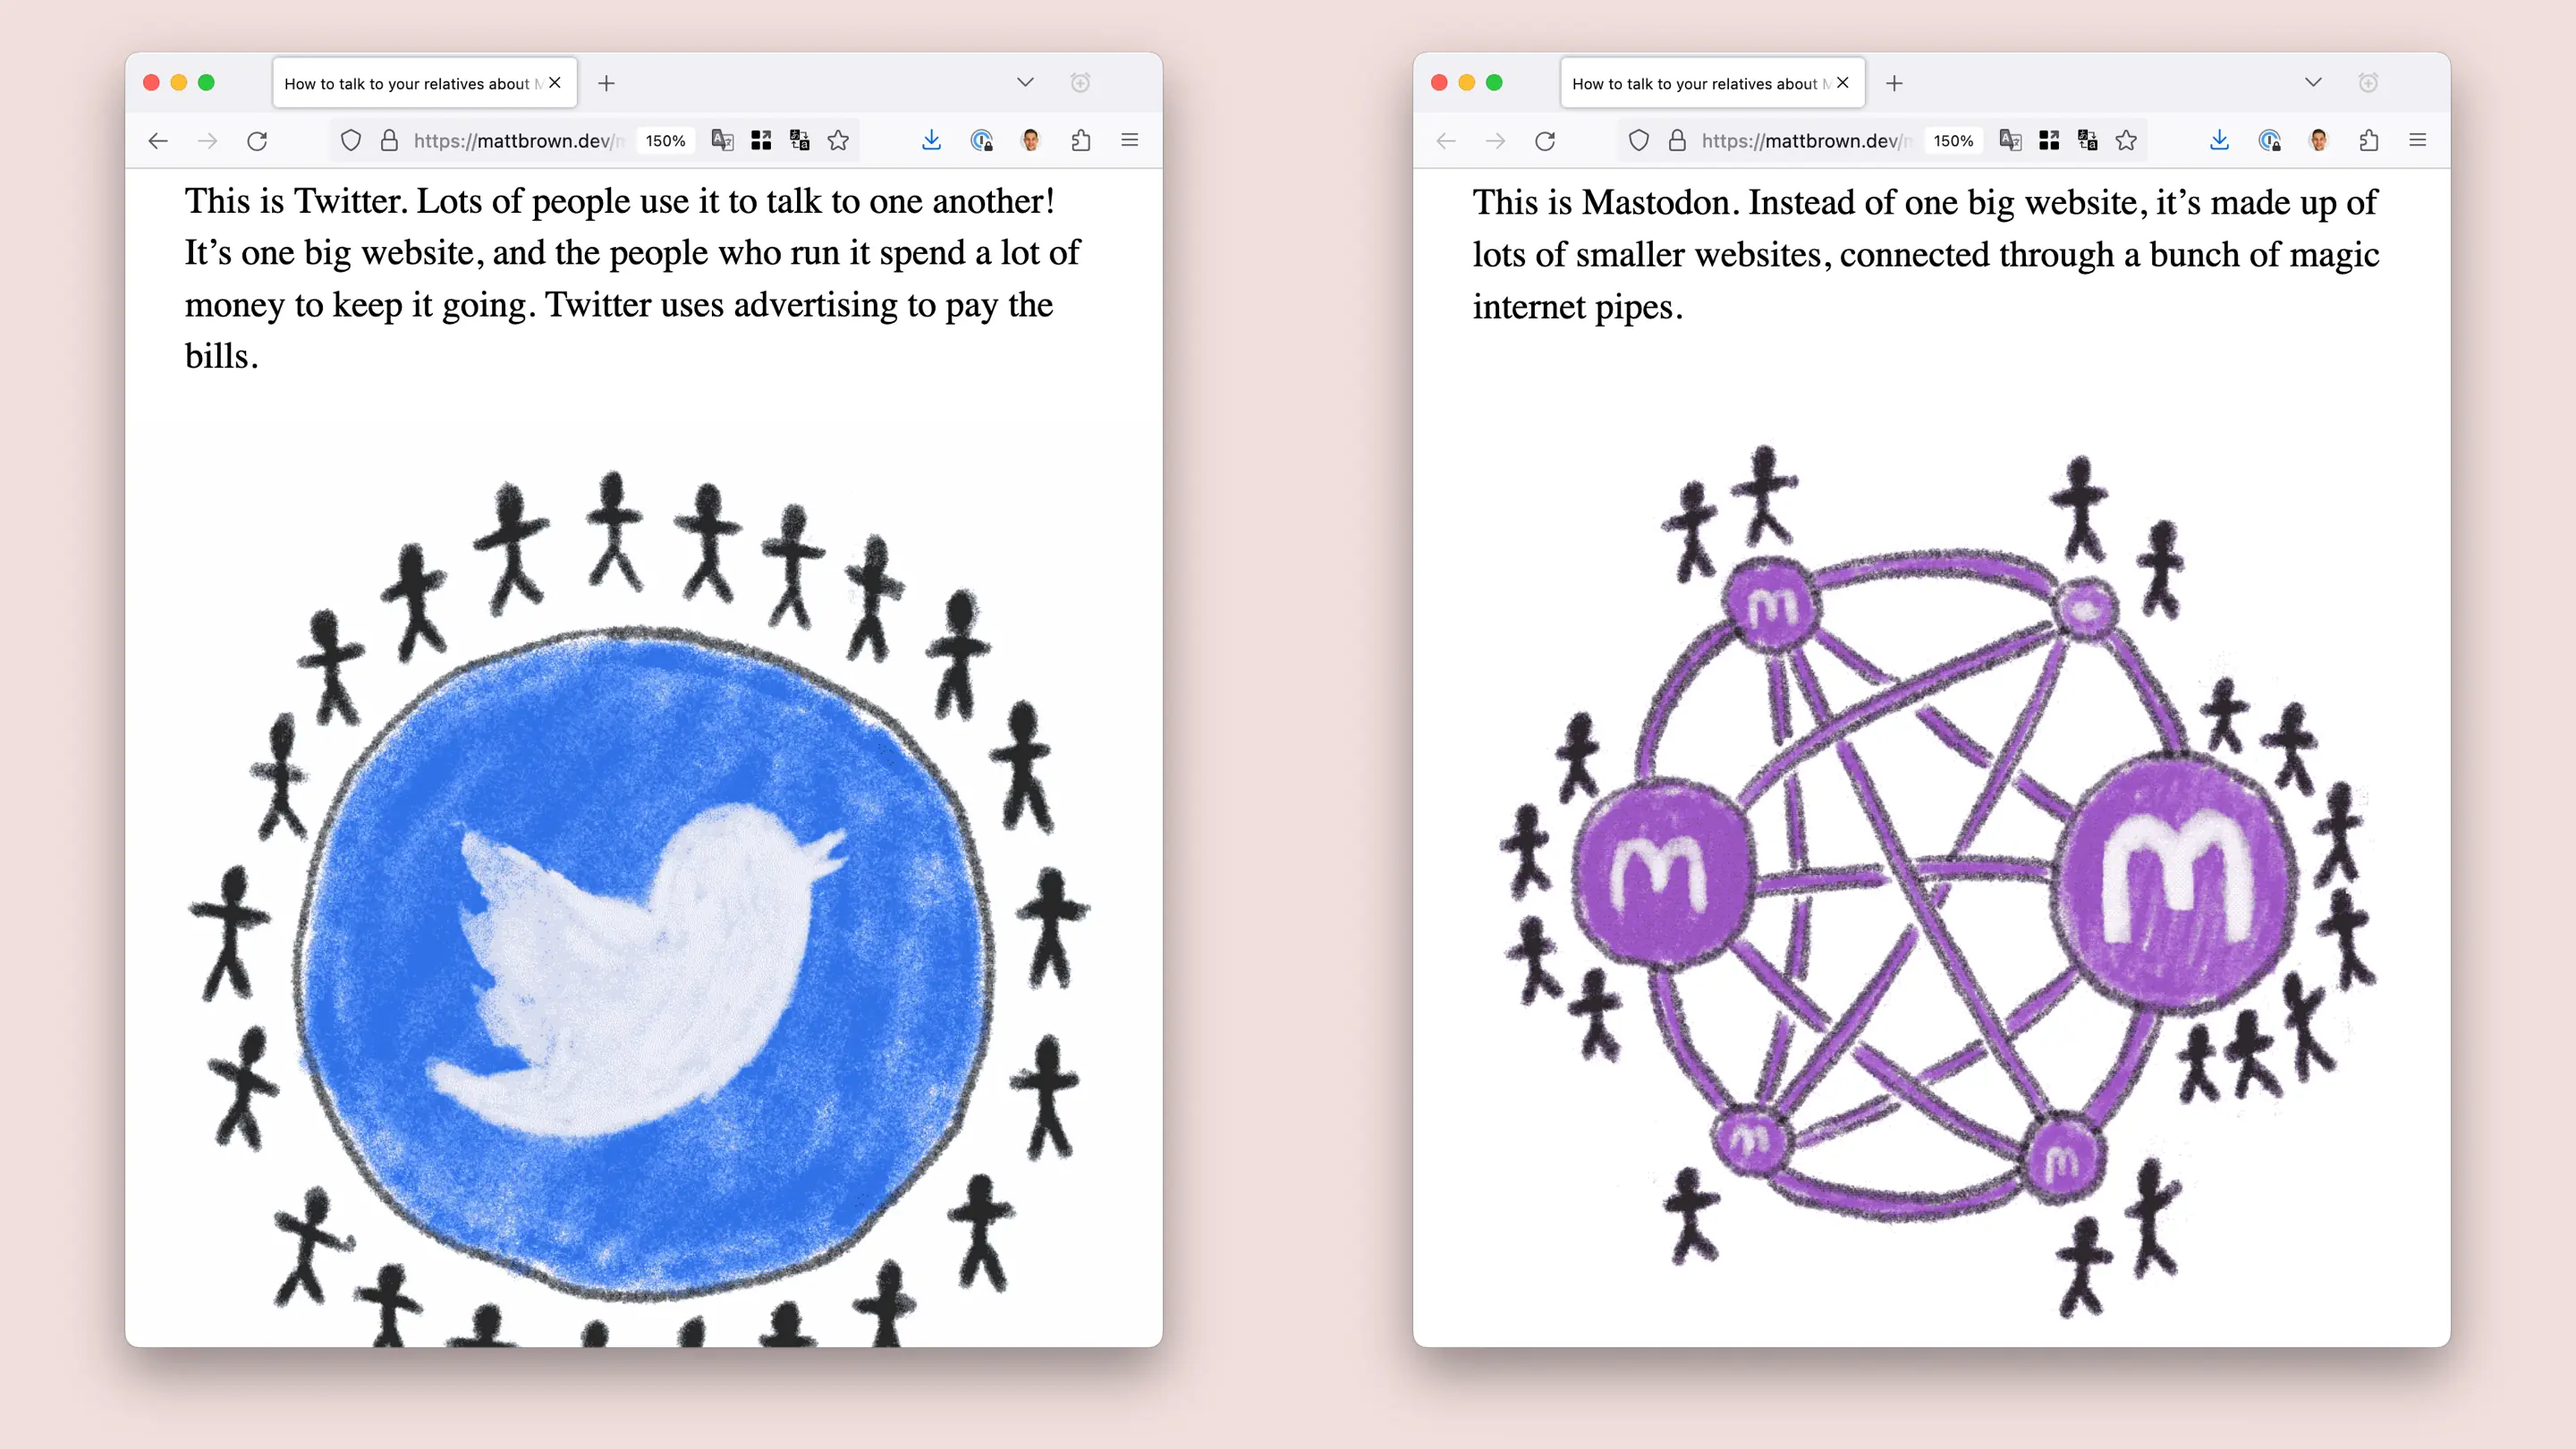 How to talk to your relatives about
https://mattbrown.dev/
150%
This is Twitter. Lots of people use it to talk to one another!
It’s one big website, and the people who run it spend a lot of
money to keep it going. Twitter uses advertising to pay the
bills.
How to talk to your relatives about
https://mattbrown.dev/
150%
This is Mastodon. Instead of one big website, it’s made up of
lots of smaller websites, connected through a bunch of magic
internet pipes.
m
m
m
m
m